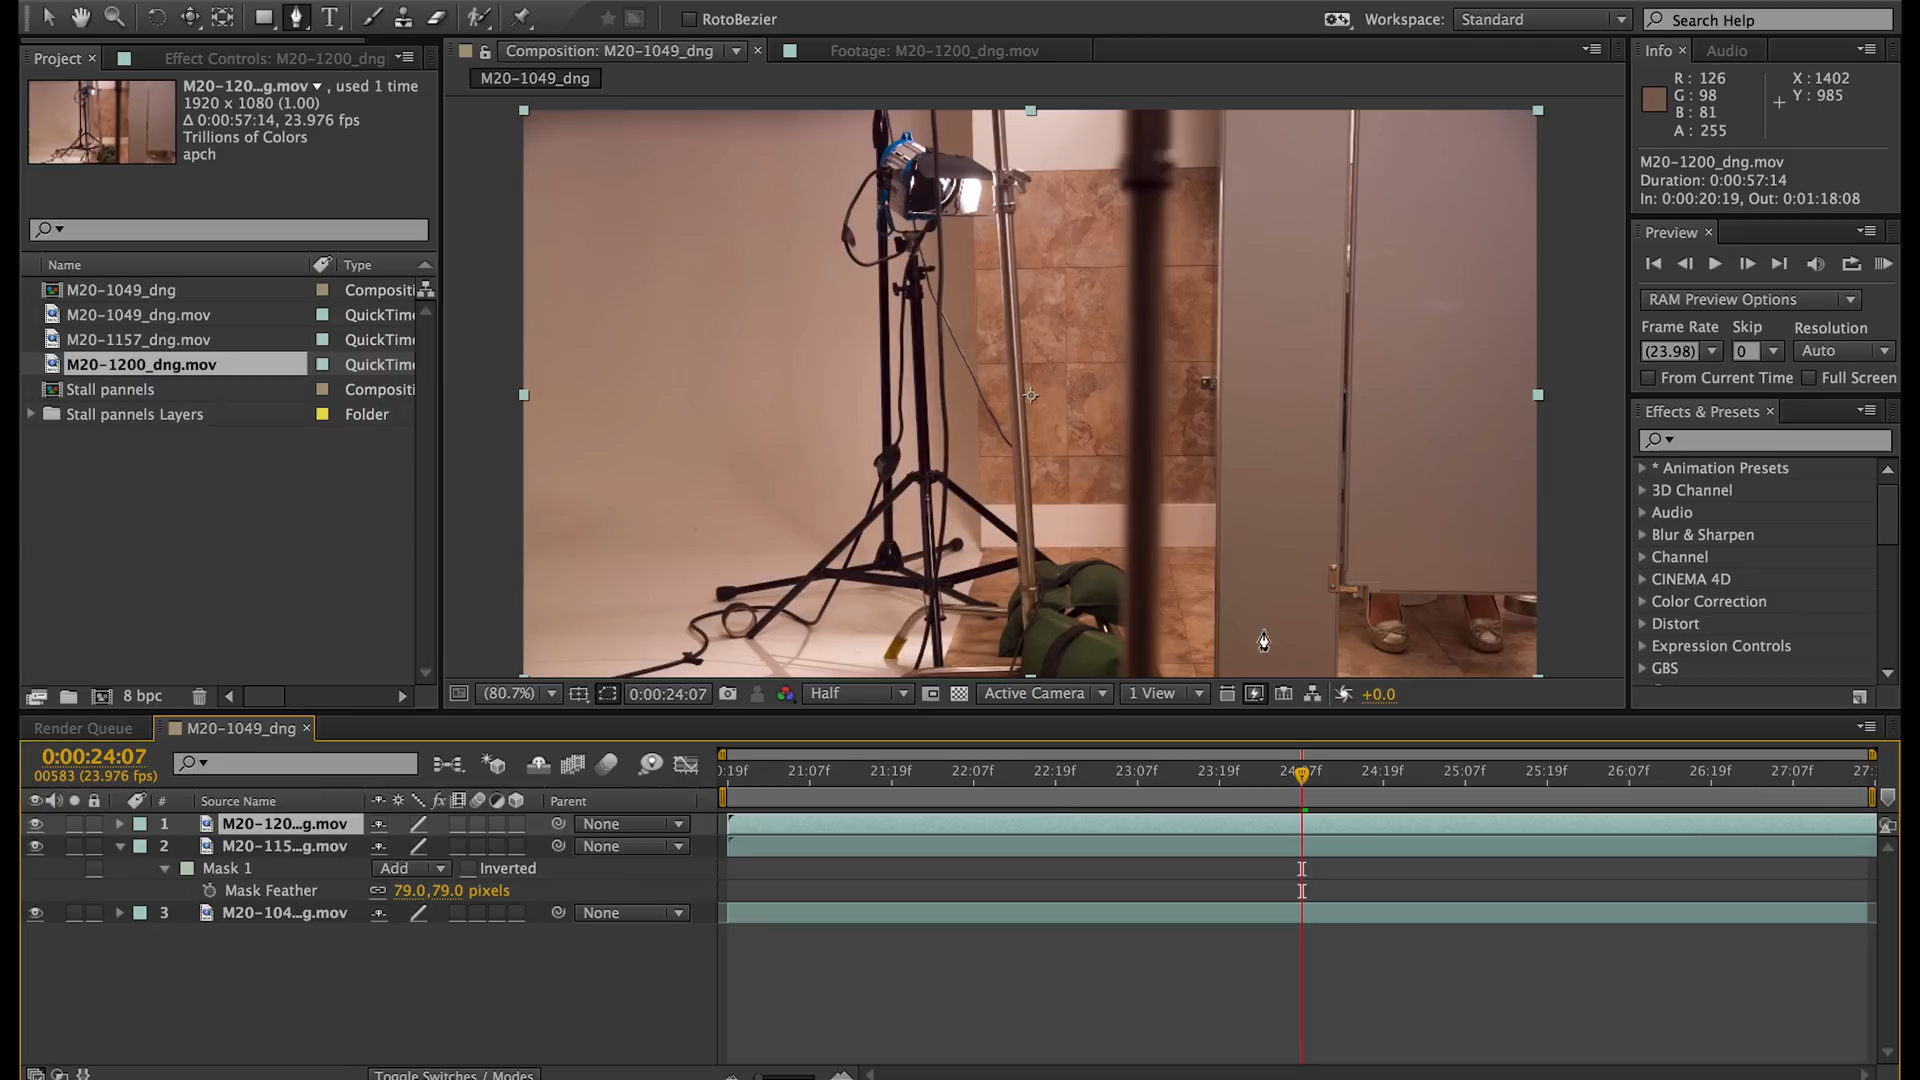 RotoBezier
Workspace: Standard
Search Help
Project
Effect Controls: M20-1200_dng
Composition: M20-1049_dng
Footage: M20-1200_dng.mov
Info
Audio
M20-1049_dng
M20-120...g.mov , used 1 time
1920 x 1080 (1.00)
Δ 0:00:57:14, 23.976 fps)
Trillions of Colors
apch
R: 126
G: 98
B: 81
A: 255
X: 1402
Y: 985
M20-1200_dng.mov
Duration: 0:00:57:14
In: 0:00:20:19, Out: 0:01:18:08
Preview
RAM Preview Options
Frame Rate Skip Resolution
(23.98) 0 Auto
From Current Time Full Screen
Effects & Presets
* Animation Presets
3D Channel
Audio
Blur & Sharpen
Channel
CINEMA 4D
Color Correction
Distort
Expression Controls
GBS
Name Type
M20-1049_dng Compositi
M20-1049_dng.mov QuickTime
M20-1157_dng.mov QuickTime
M20-1200_dng.mov QuickTime
Stall pannels Compositi
Stall pannels Layers Folder
8 bpc
(80.7%) 0:00:24:07 Half Active Camera 1 View +0.0
Render Queue
M20-1049_dng
0:00:24:07
00583 (23.976 fps)
):19f 21:07f 21:19f 22:07f 22:19f 23:07f 23:19f 24:07f 24:19f 25:07f 25:19f 26:07f 26:19f 27:07f 27:
# Source Name fx Parent
1 M20-120...g.mov None
2 M20-115...g.mov None
Mask 1 Add Inverted
Mask Feather 79.0,79.0 pixels
3 M20-104...g.mov None
Toggle Switches / Modes